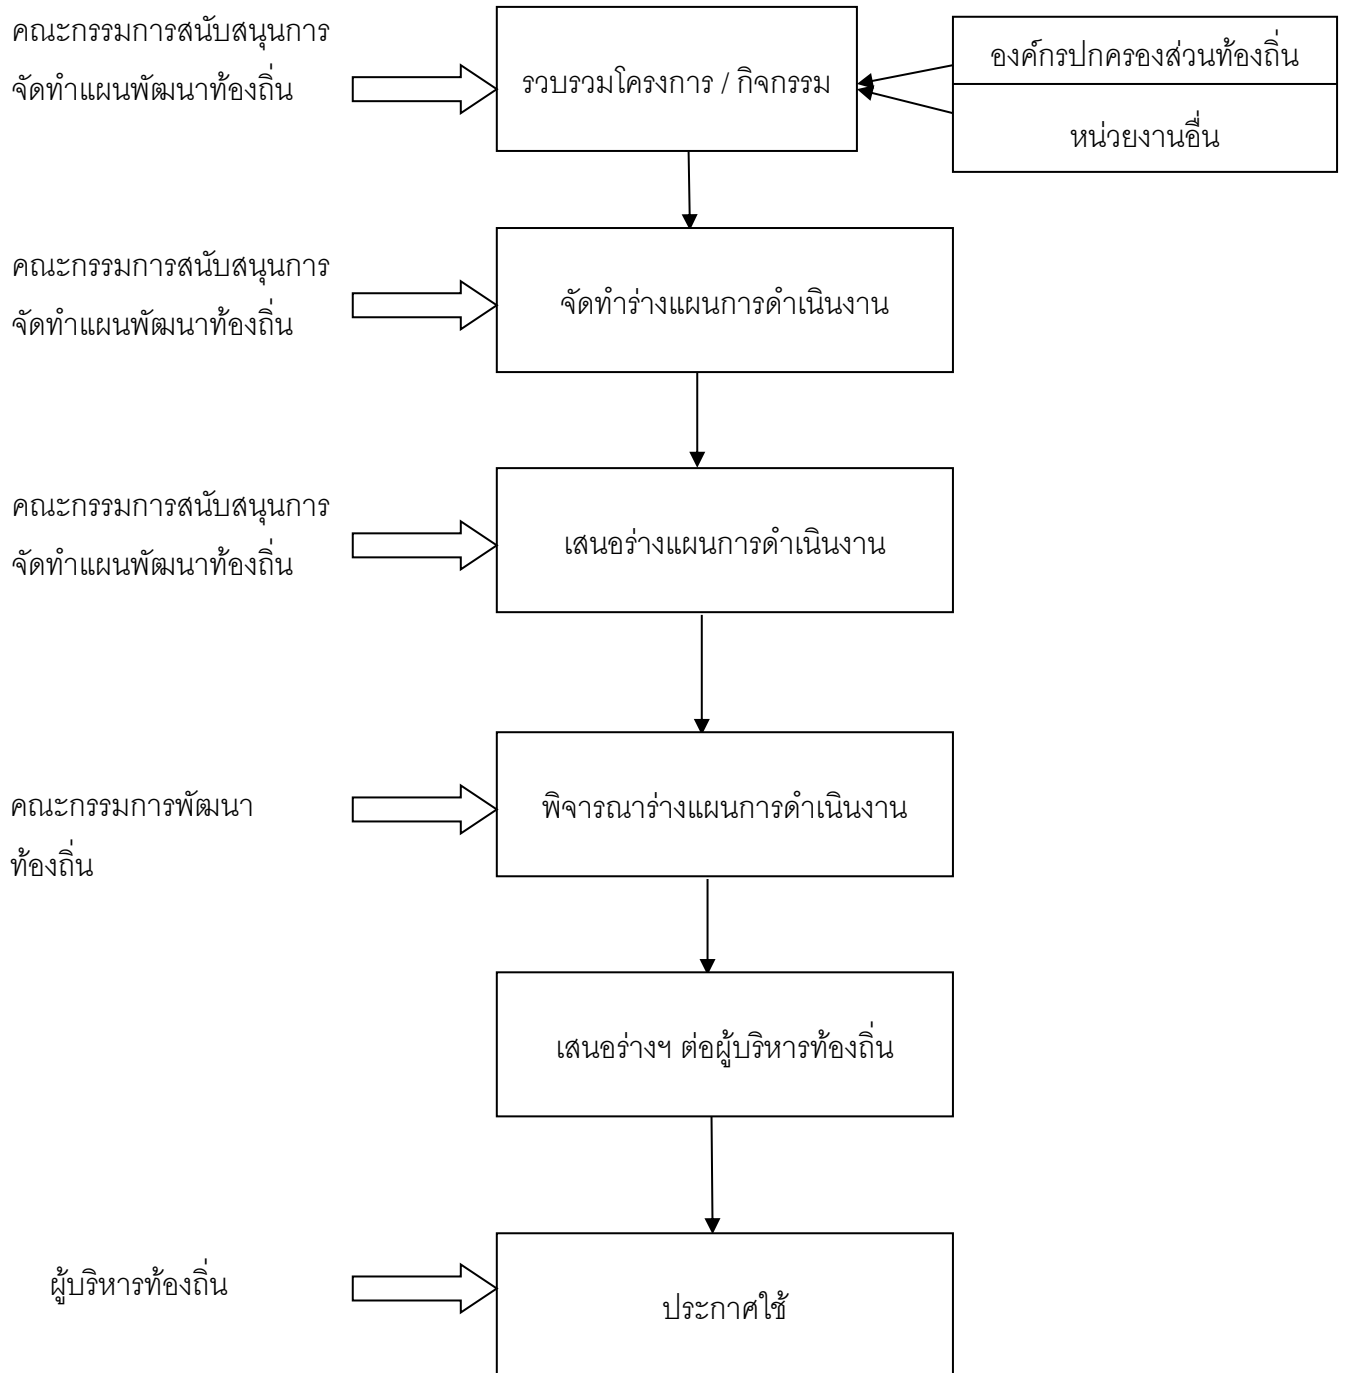 คณะกรรมการสนับสนุนการ
จัดทำแผนพัฒนาท้องถิ่น
รวบรวมโครงการ / กิจกรรม
องค์กรปกครองส่วนท้องถิ่น
หน่วยงานอื่น
คณะกรรมการสนับสนุนการ
จัดทำแผนพัฒนาท้องถิ่น
จัดทำร่างแผนการดำเนินงาน
คณะกรรมการสนับสนุนการ
จัดทำแผนพัฒนาท้องถิ่น
เสนอร่างแผนการดำเนินงาน
คณะกรรมการพัฒนา
ท้องถิ่น
พิจารณาร่างแผนการดำเนินงาน
เสนอร่างฯ ต่อผู้บริหารท้องถิ่น
ผู้บริหารท้องถิ่น
ประกาศใช้